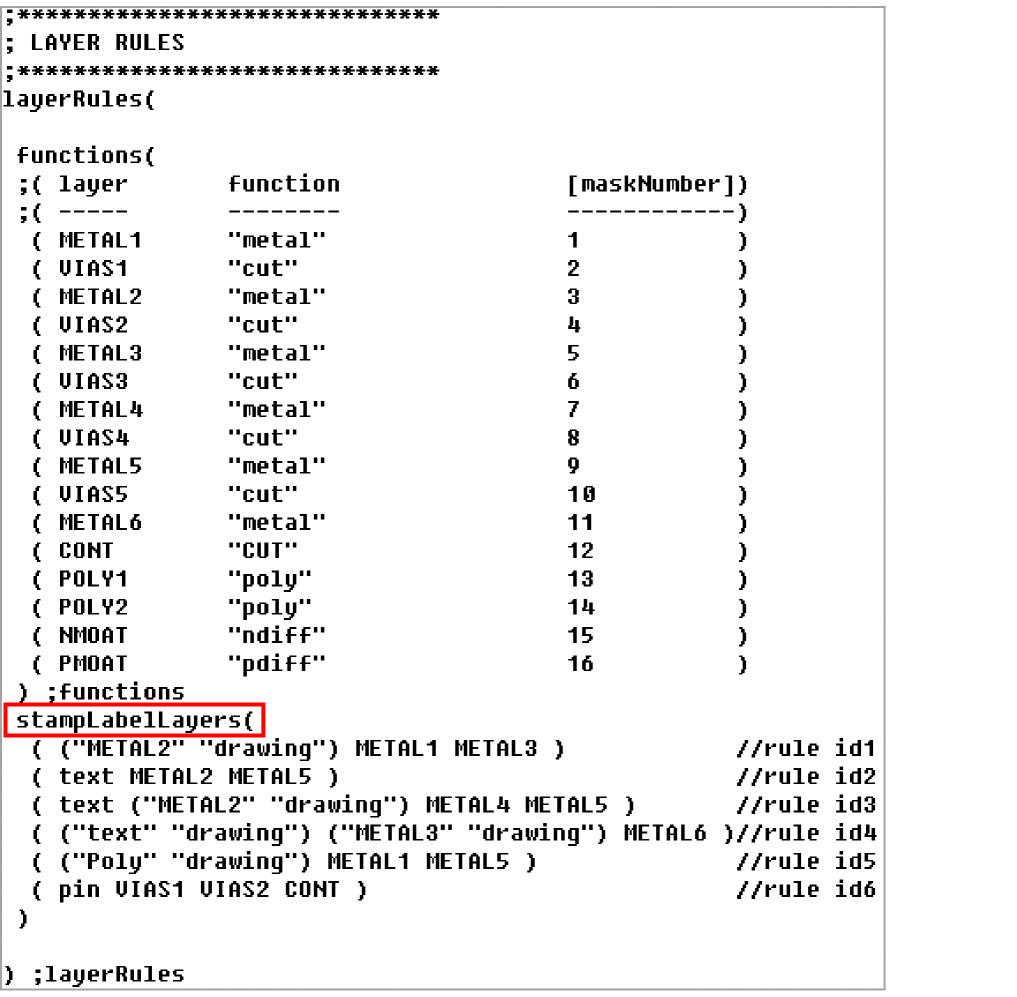 ;******************************
; LAYER RULES
;******************************
layerRules(
functions(
;( layer function [maskNumber])
;( ----- -------- ------------)
( METAL1 "metal" 1 )
( VIAS1 "cut" 2 )
( METAL2 "metal" 3 )
( VIAS2 "cut" 4 )
( METAL3 "metal" 5 )
( VIAS3 "cut" 6 )
( METAL4 "metal" 7 )
( VIAS4 "cut" 8 )
( METAL5 "metal" 9 )
( VIAS5 "cut" 10 )
( METAL6 "metal" 11 )
( CONT "CUT" 12 )
( POLY1 "poly" 13 )
( POLY2 "poly" 14 )
( NMOAT "ndiff" 15 )
( PMOAT "pdiff" 16 )
) ;functions
stampLabelLayers(
( ("METAL2" "drawing") METAL1 METAL3 ) //rule id1
( text METAL2 METAL5 ) //rule id2
( text ("METAL2" "drawing") METAL4 METAL5 ) //rule id3
( ("text" "drawing") ("METAL3" "drawing") METAL6 )//rule id4
( ("Poly" "drawing") METAL1 METAL5 ) //rule id5
( pin VIAS1 VIAS2 CONT ) //rule id6
)
) ;layerRules